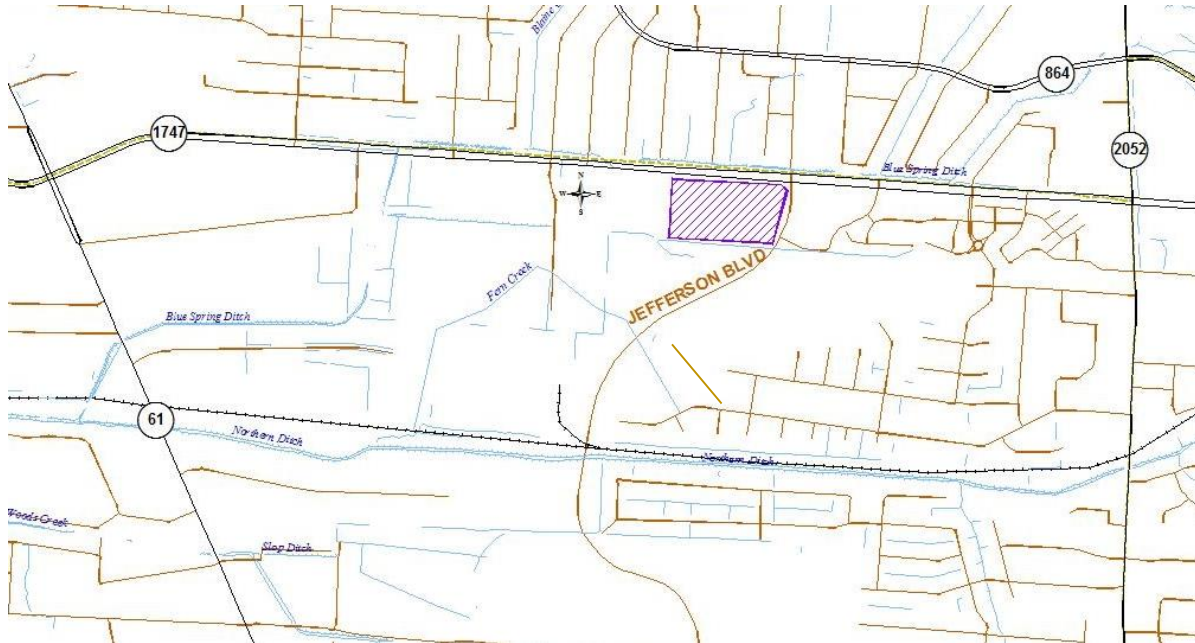 Blaine
864
1747
2052
Blue Spring Ditch
N
W E
S
JEFFERSON BLVD
Fern Creek
Blue Spring Ditch
61
Northern Ditch
Northern Ditch
Woods Creek
Slop Ditch